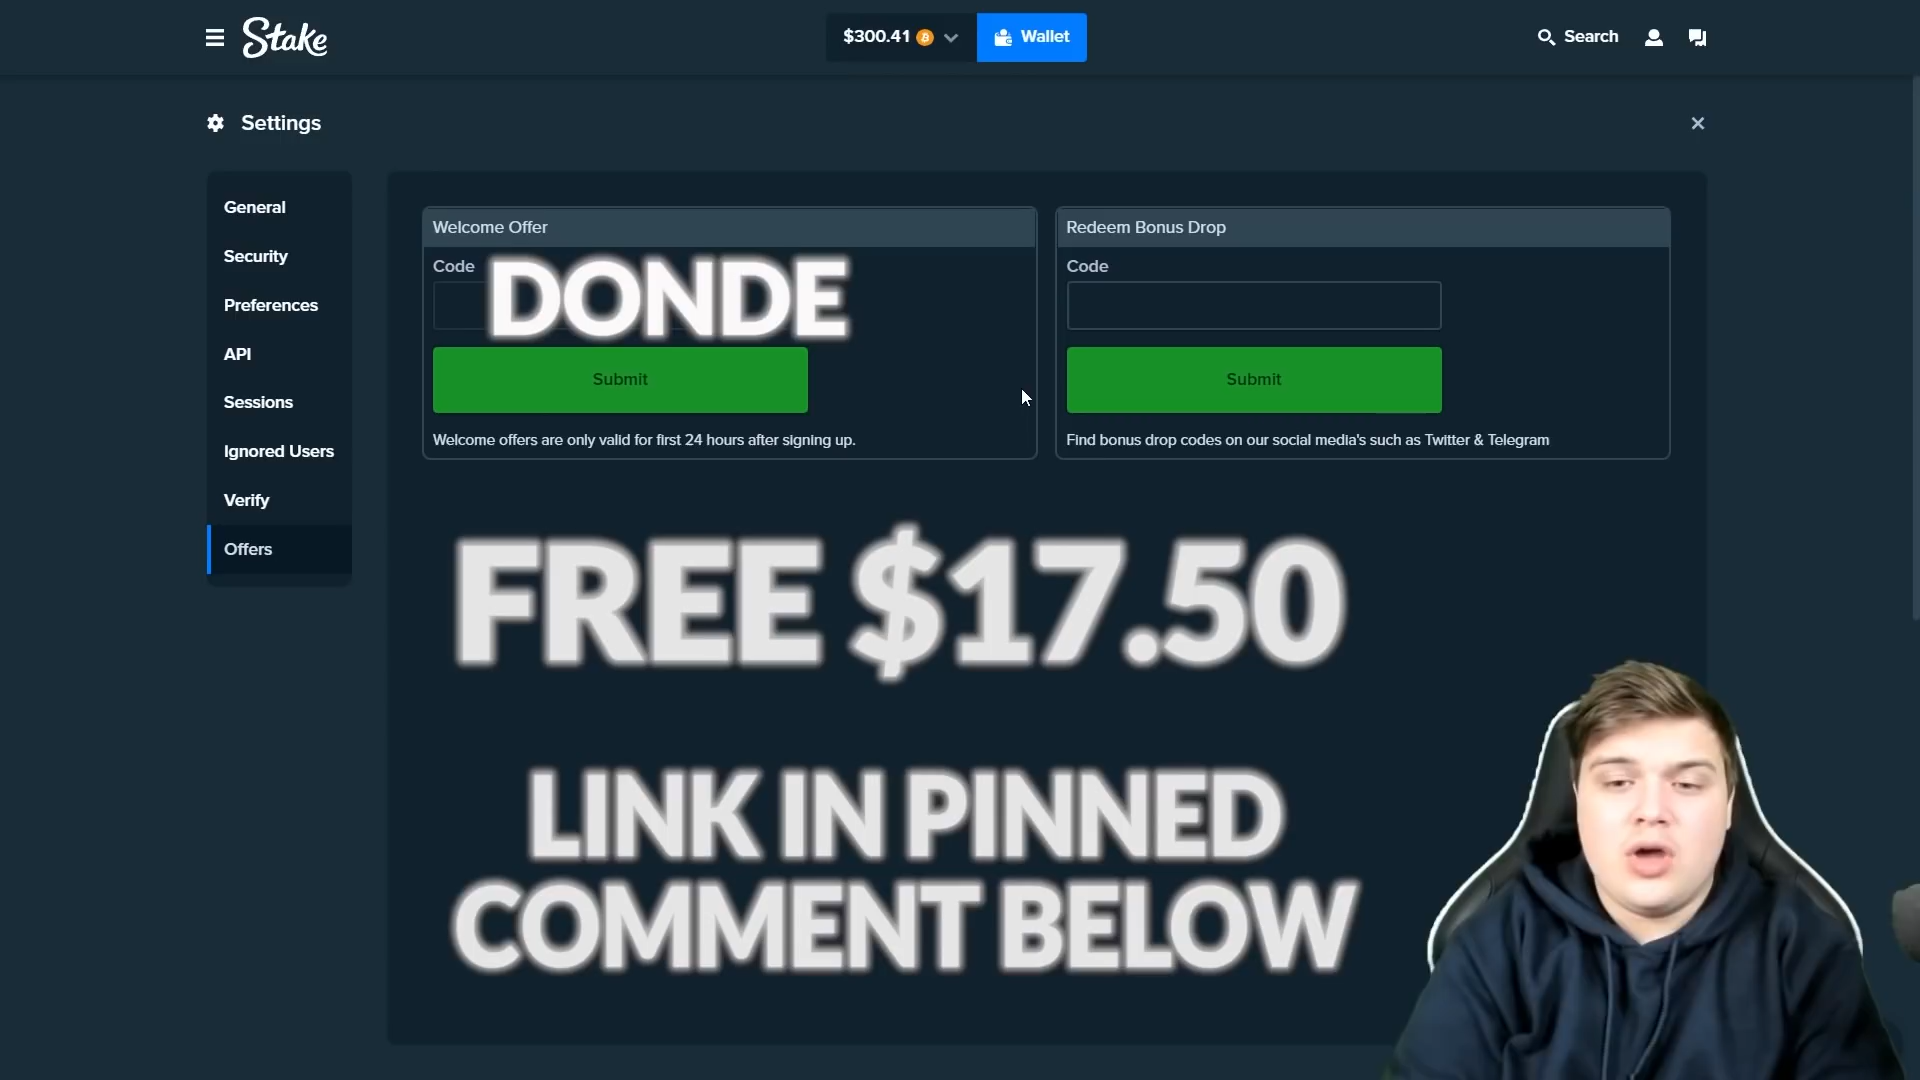 Stake
$300.41
Wallet
Search
Settings
General
Security
Preferences
API
Sessions
Ignored Users
Verify
Offers
Welcome Offer
Code
DONDE
Submit
Welcome offers are only valid for first 24 hours after signing up.
Redeem Bonus Drop
Code
Submit
Find bonus drop codes on our social media's such as Twitter & Telegram
FREE $17.50
LINK IN PINNED
COMMENT BELOW